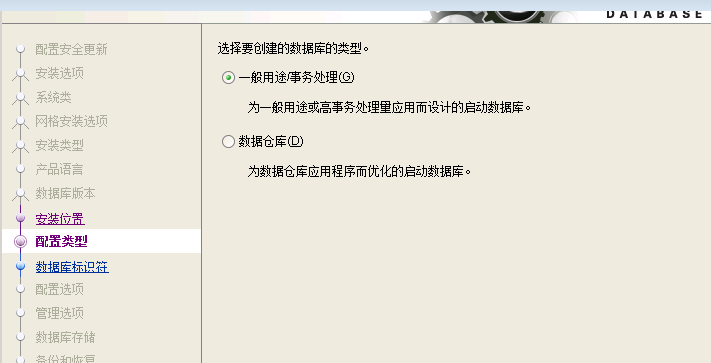 DATABASE
配置安全更新
安装选项
系统类
网格安装选项
安装类型
产品语言
数据库版本
安装位置
配置类型
数据库标识符
配置选项
管理选项
数据库存储
备份和恢复
选择要创建的数据库的类型。
一般用途/事务处理(G)
为一般用途或高事务处理量应用而设计的启动数据库。
数据仓库(D)
为数据仓库应用程序而优化的启动数据库。